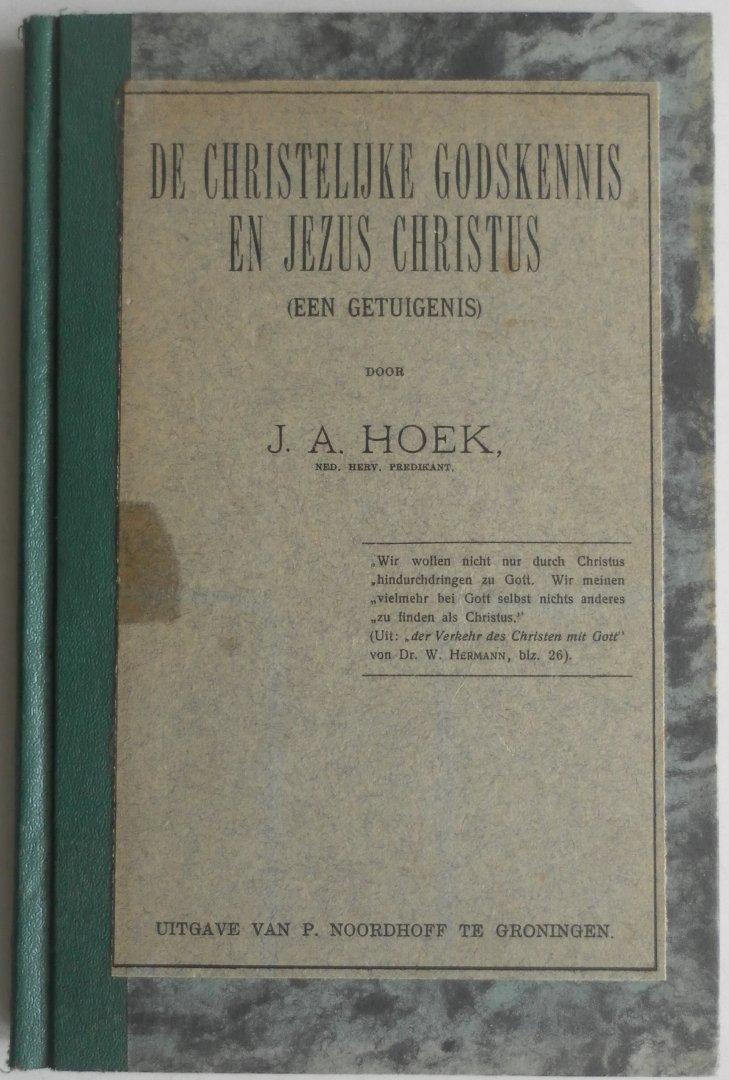 DE CHRISTELIJKE GODSKENNIS
EN JEZUS CHRISTUS
(EEN GETUIGENIS)
DOOR
J. A. HOEK,
NED. HERV. PREDIKANT.
„Wir wollen nicht nur durch Christus
„hindurchdringen zu Gott. Wir meinen
„vielmehr bei Gott selbst nichts anderes
„zu finden als Christus.”
(Uit: „der Verkehr des Christen mit Gott”
von Dr. W. HERMANN, blz. 26).
UITGAVE VAN P. NOORDHOFF TE GRONINGEN.